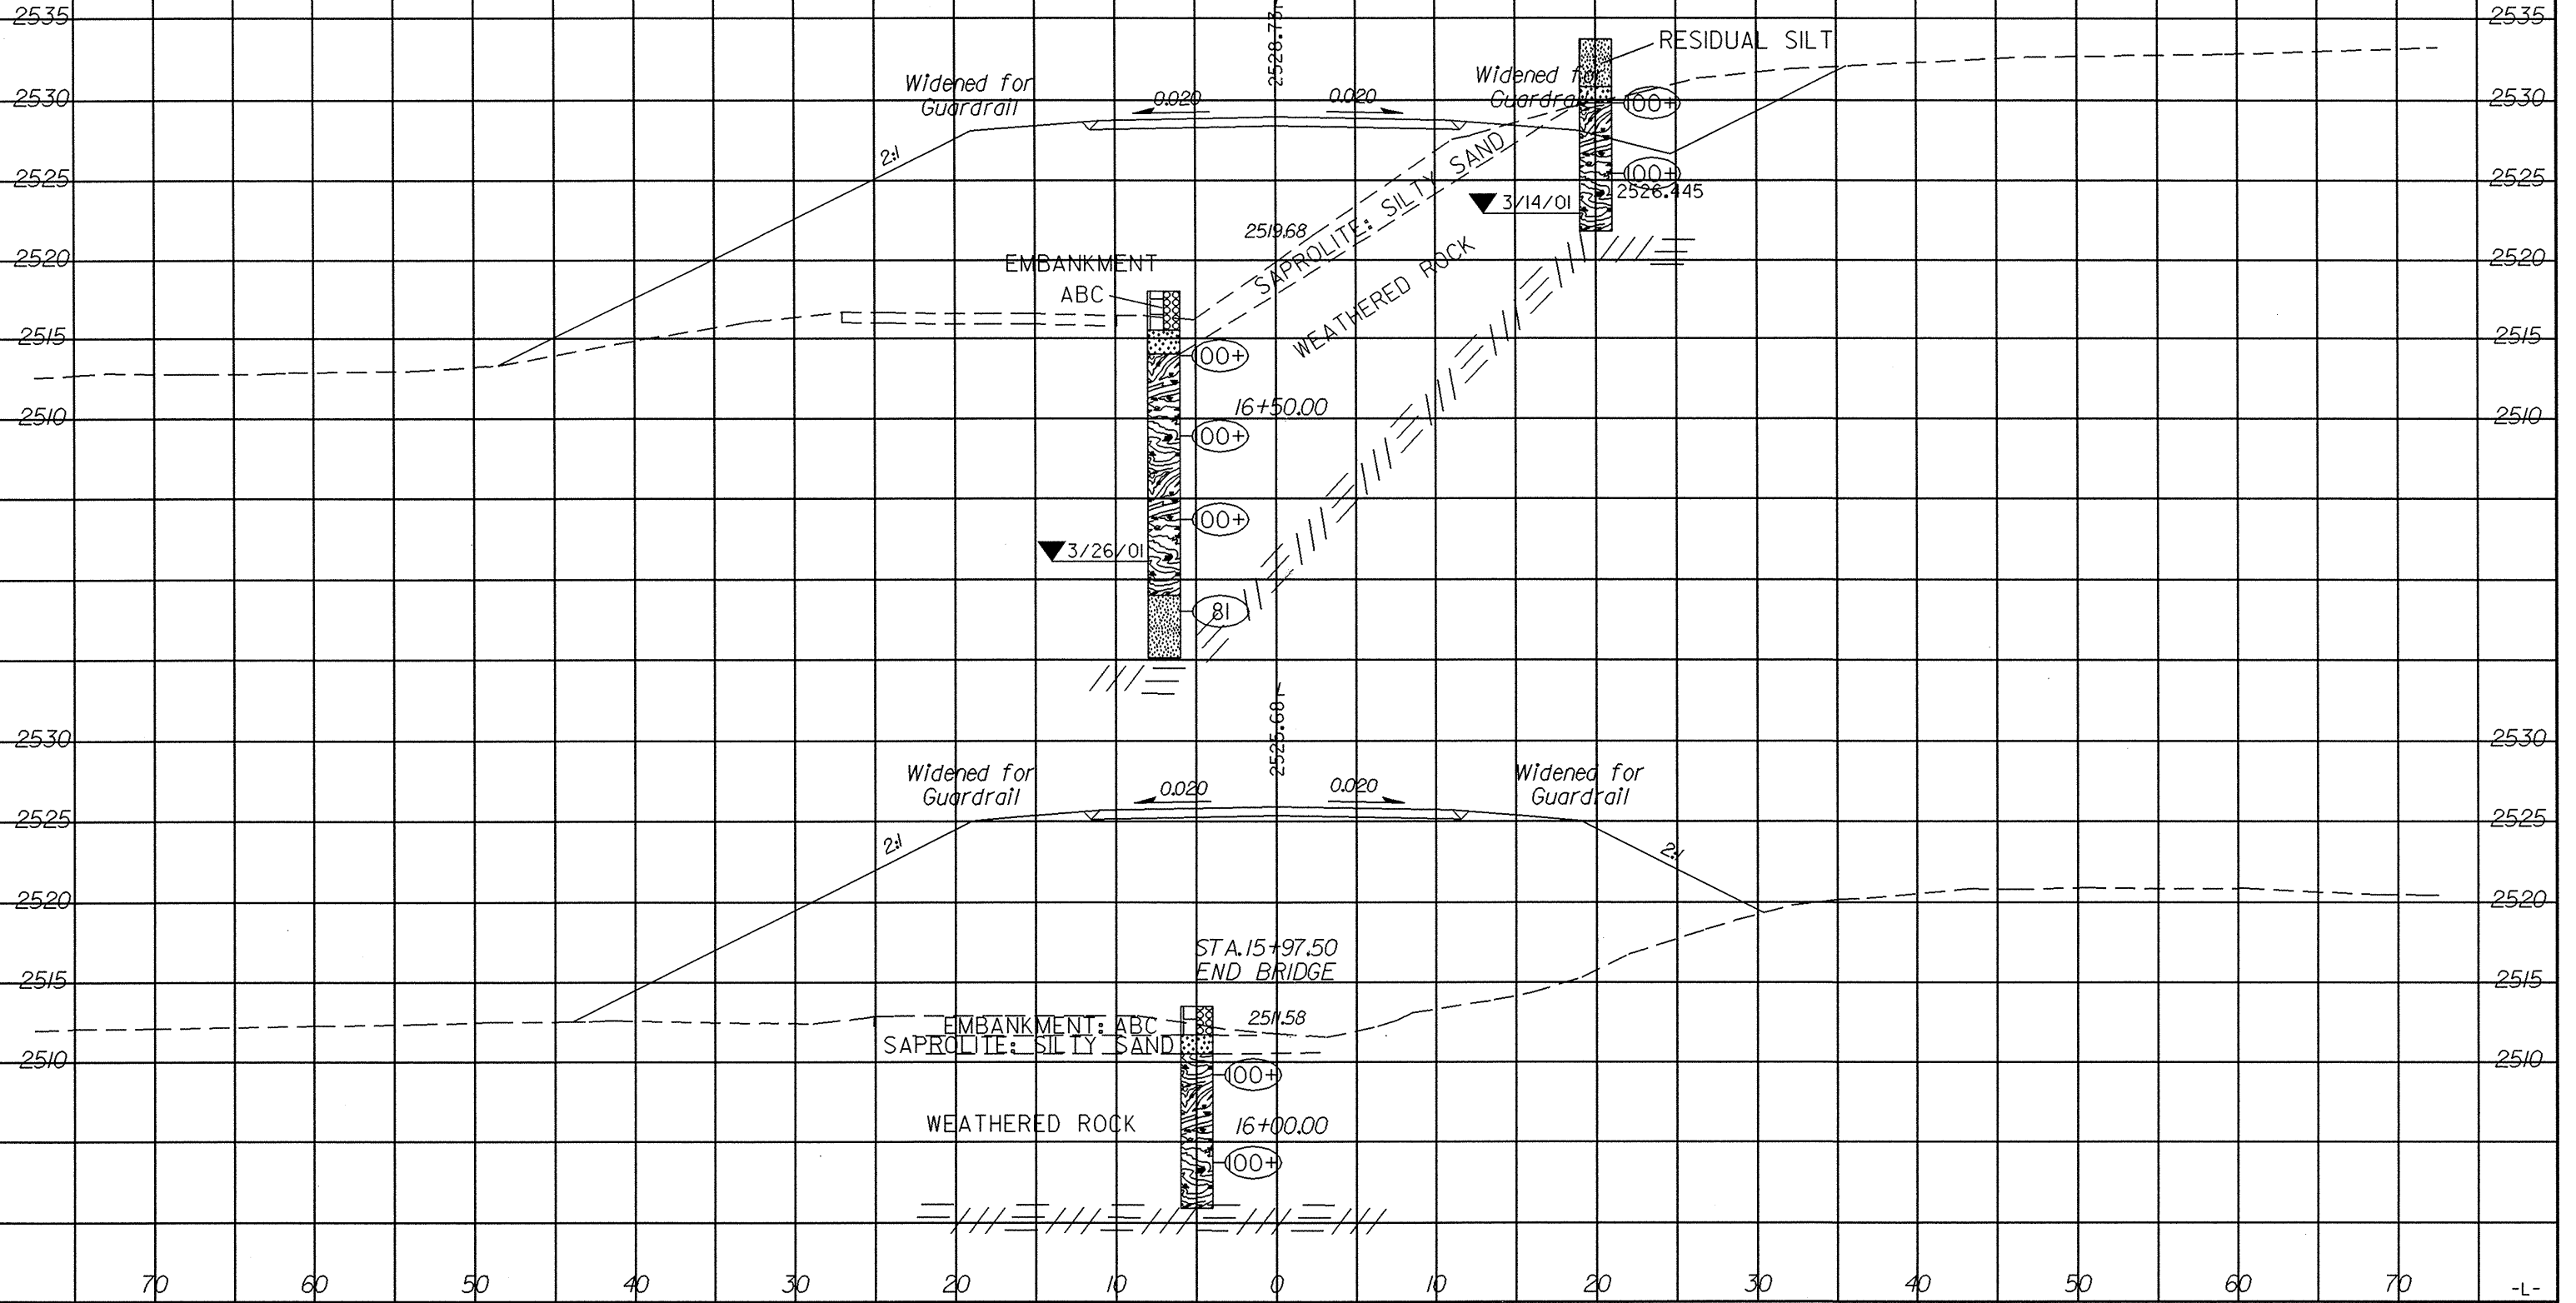 2535
2535
2528.73
RESIDUAL SILT
Widened for
Guardrail
Widened for
Guardrail
0.020
0.020
2530
2530
100+
2:1
SAPROLITE: SILTY SAND
2525
2525
100+
2526.445
3/14/01
2519.68
EMBANKMENT
WEATHERED ROCK
2520
2520
ABC
2515
2515
100+
16+50.00
2510
2510
100+
100+
3/26/01
81
2525.68
2530
2530
Widened for
Guardrail
Widened for
Guardrail
0.020
0.020
2525
2525
2:1
2:1
2520
2520
STA.15+97.50
END BRIDGE
2515
2515
2511.58
EMBANKMENT: ABC
SAPROLITE: SILTY SAND
2510
2510
100+
WEATHERED ROCK
16+00.00
100+
70 60 50 40 30 20 10 0 10 20 30 40 50 60 70
-L-